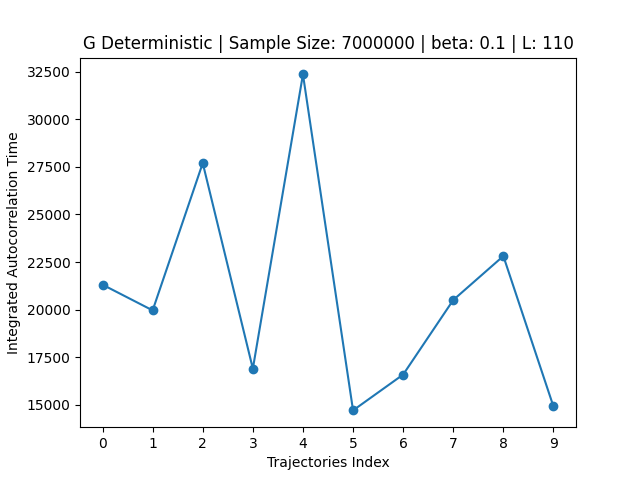 G Deterministic | Sample Size: 7000000 | beta: 0.1 | L: 110
32500
30000
27500
25000
22500
20000
17500
15000
Integrated Autocorrelation Time
0 1 2 3 4 5 6 7 8 9
Trajectories Index